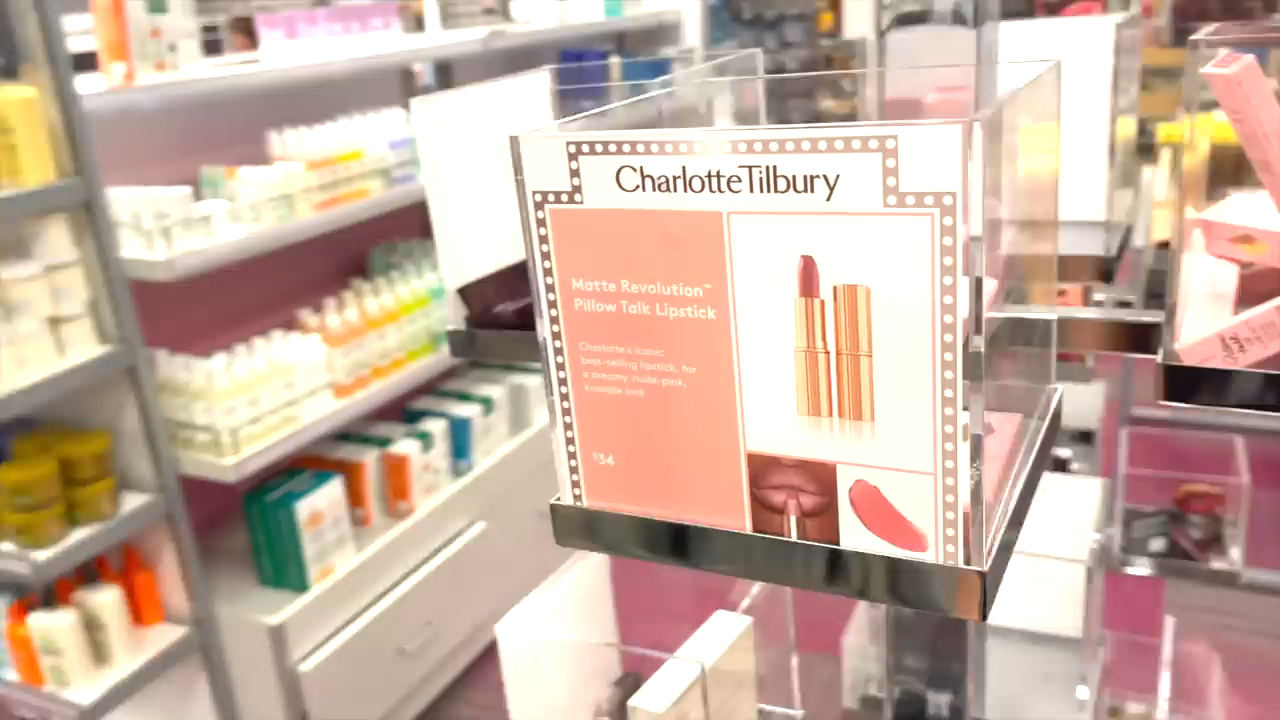 CharlotteTilbury
Matte Revolution™
Pillow Talk Lipstick
Charlotte's iconic
best-selling lipstick, for
a dreamy, nude-pink,
kissable look
$34